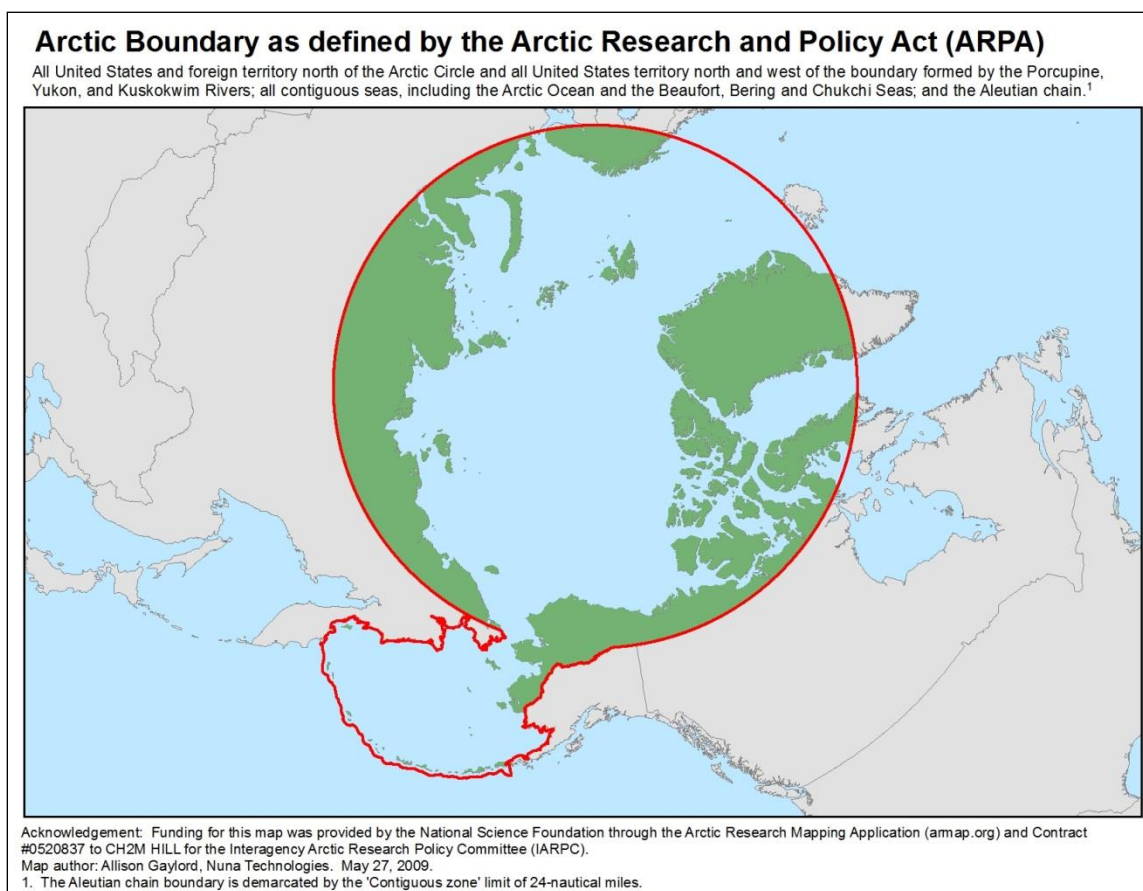 Arctic Boundary as defined by the Arctic Research and Policy Act (ARPA)
All United States and foreign territory north of the Arctic Circle and all United States territory north and west of the boundary formed by the Porcupine,
Yukon, and Kuskokwim Rivers; all contiguous seas, including the Arctic Ocean and the Beaufort, Bering and Chukchi Seas; and the Aleutian chain.1
Acknowledgement: Funding for this map was provided by the National Science Foundation through the Arctic Research Mapping Application (armap.org) and Contract
#0520837 to CH2M HILL for the Interagency Arctic Research Policy Committee (IARPC).
Map author: Allison Gaylord, Nuna Technologies. May 27, 2009.
1. The Aleutian chain boundary is demarcated by the 'Contiguous zone' limit of 24-nautical miles.